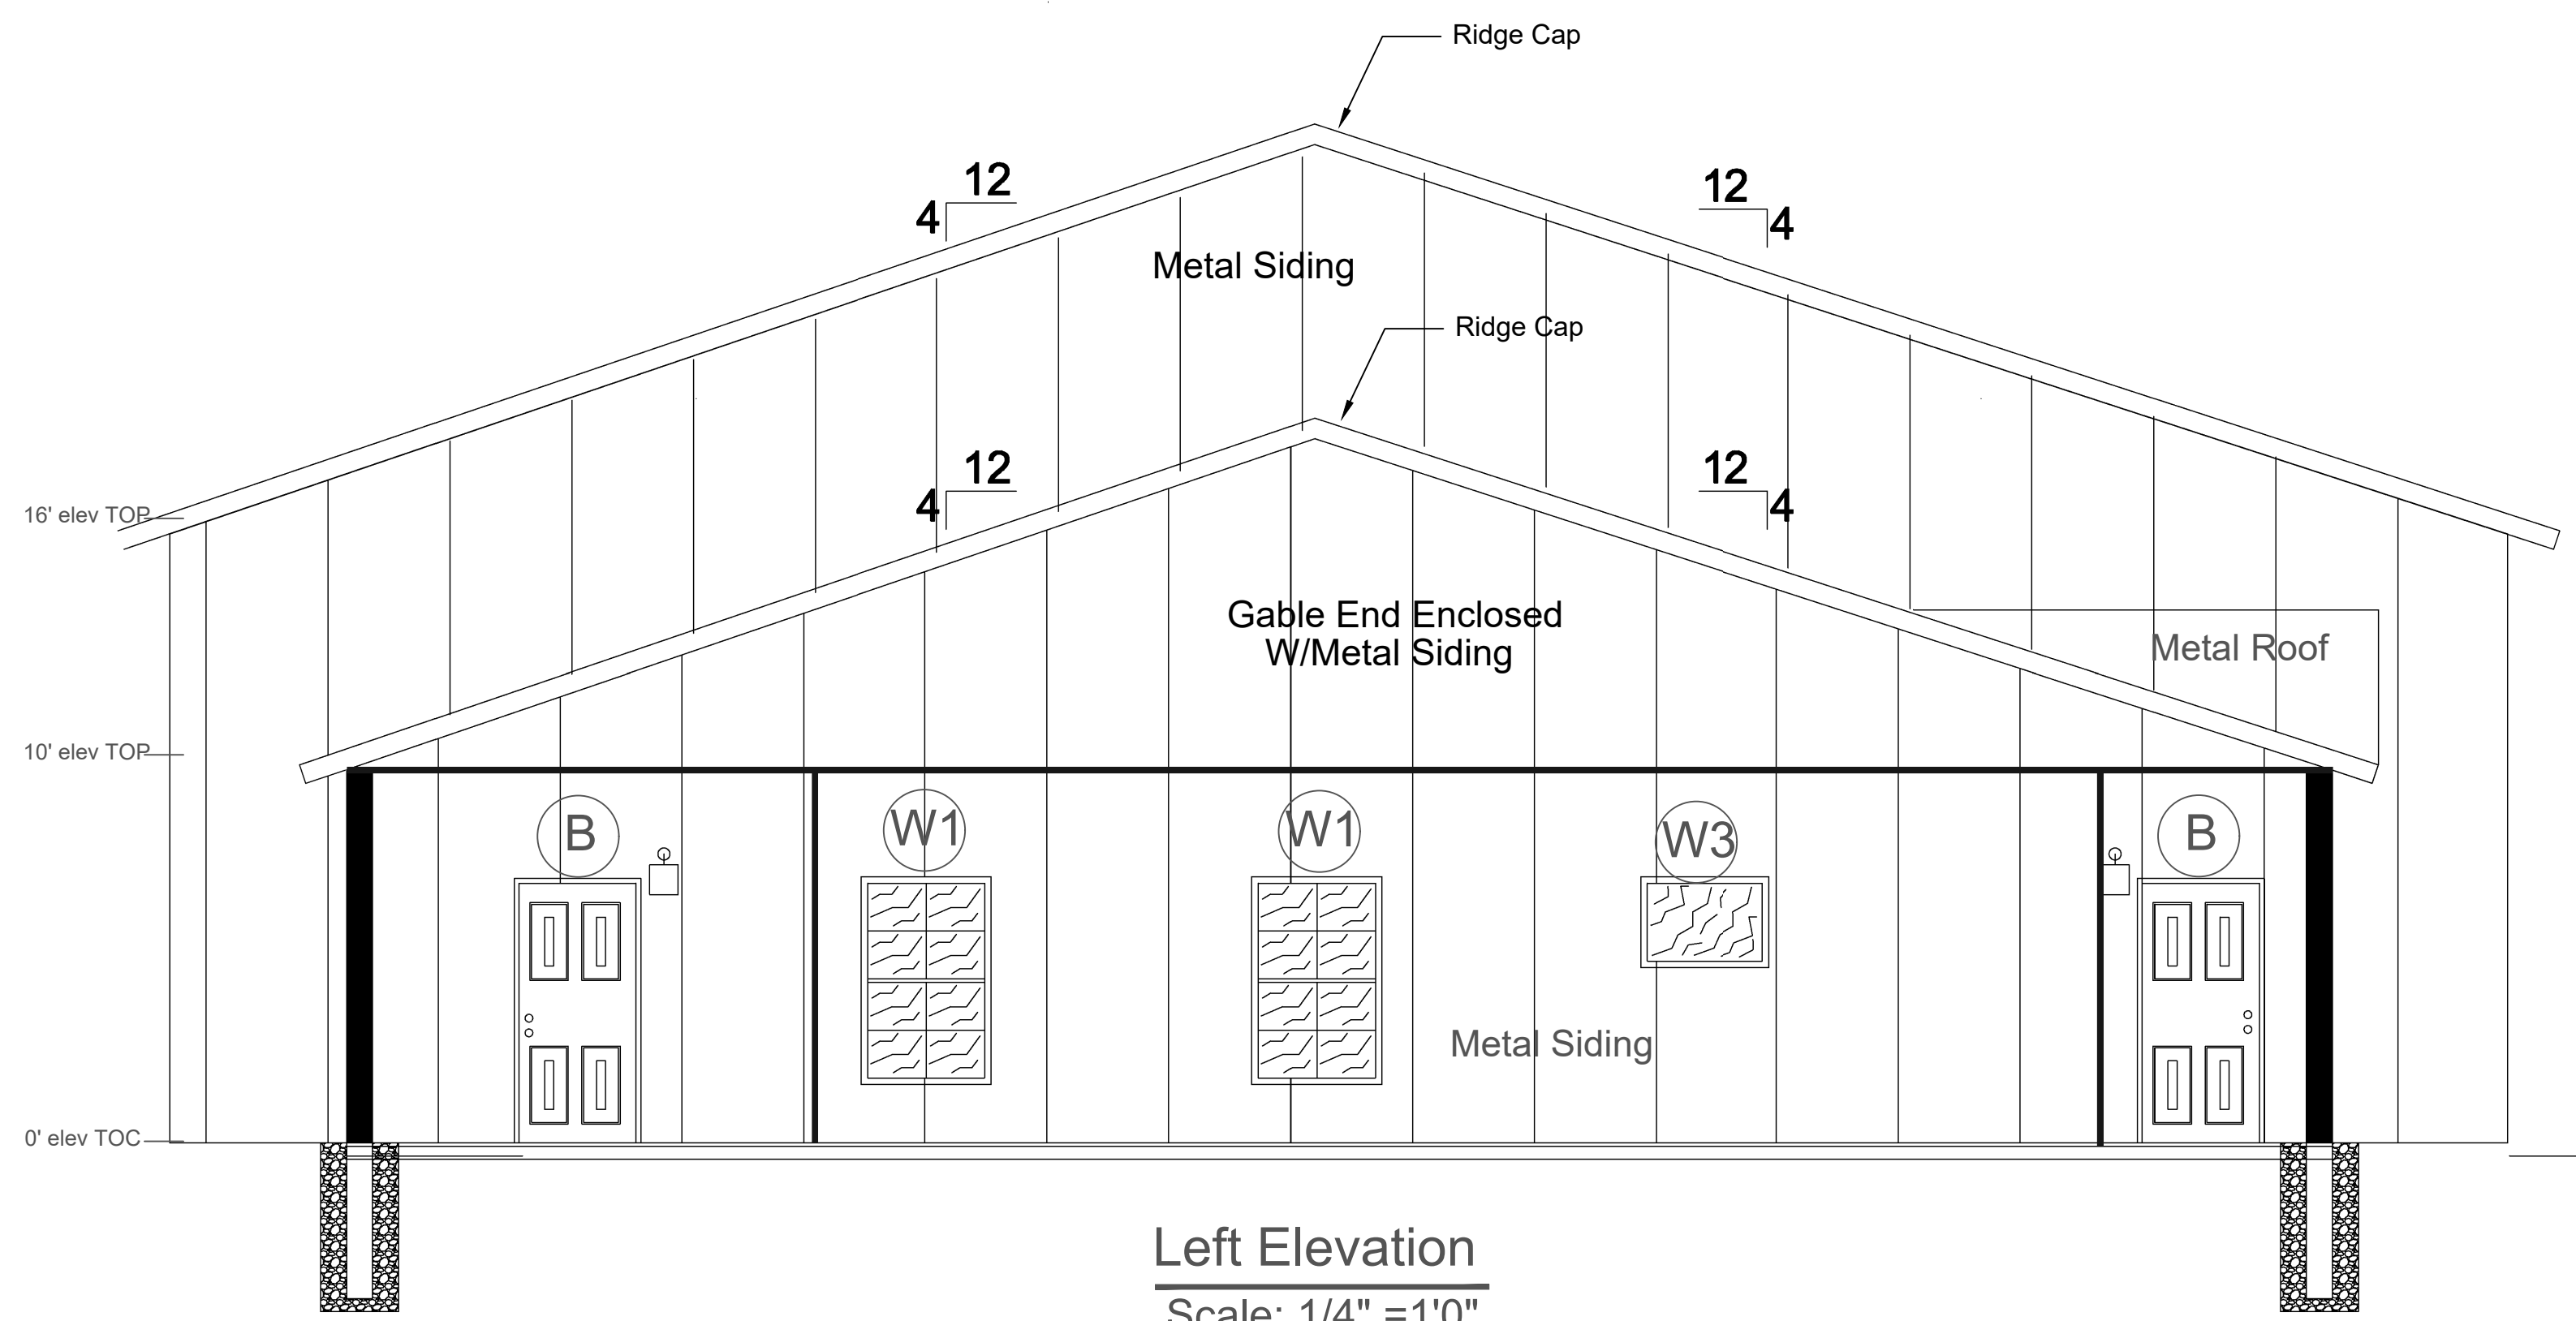 Ridge Cap
12
4
12
4
Metal Siding
Ridge Cap
12
4
12
4
16' elev TOP
Gable End Enclosed
W/Metal Siding
Metal Roof
10' elev TOP
B
W1
W1
W3
B
Metal Siding
0' elev TOC
Left Elevation
Scale: 1/4" =1'0"